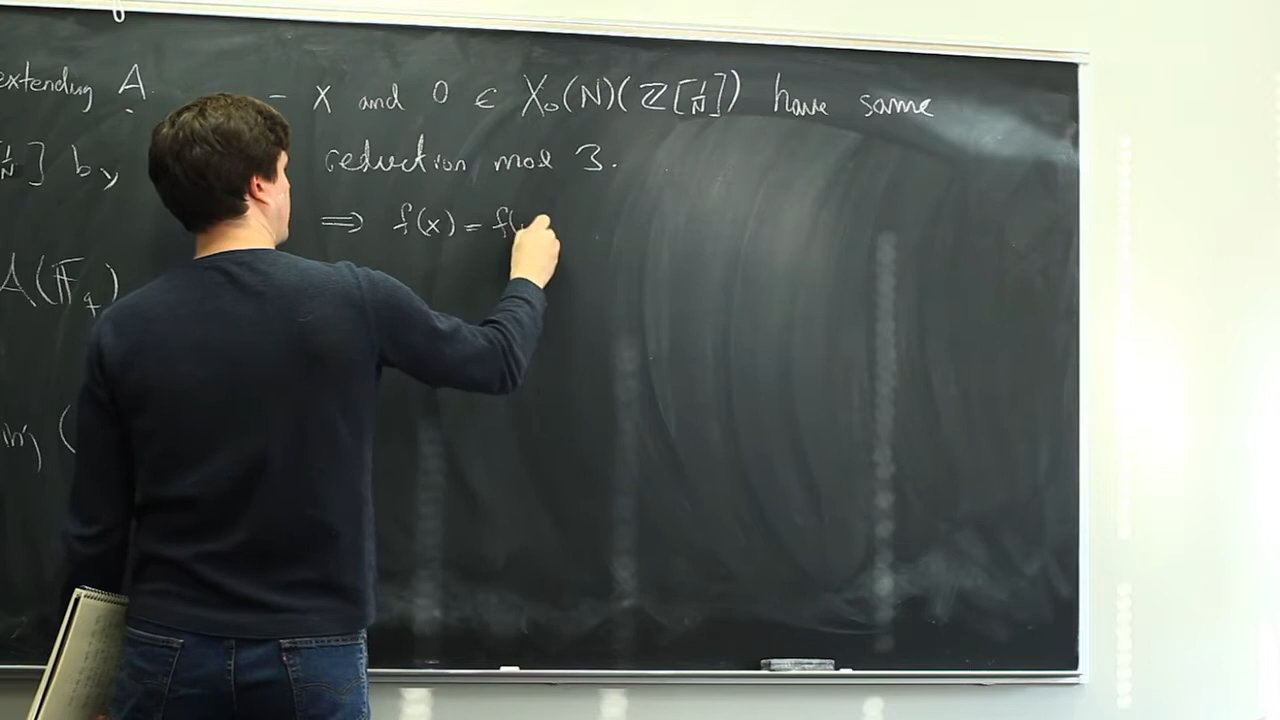 extending A.
1/N] by
A(F_q)
- x and 0 ∈ X₀(N)(ℤ[1/N]) have same
reduction mod 3.
⟹ f(x) = f(